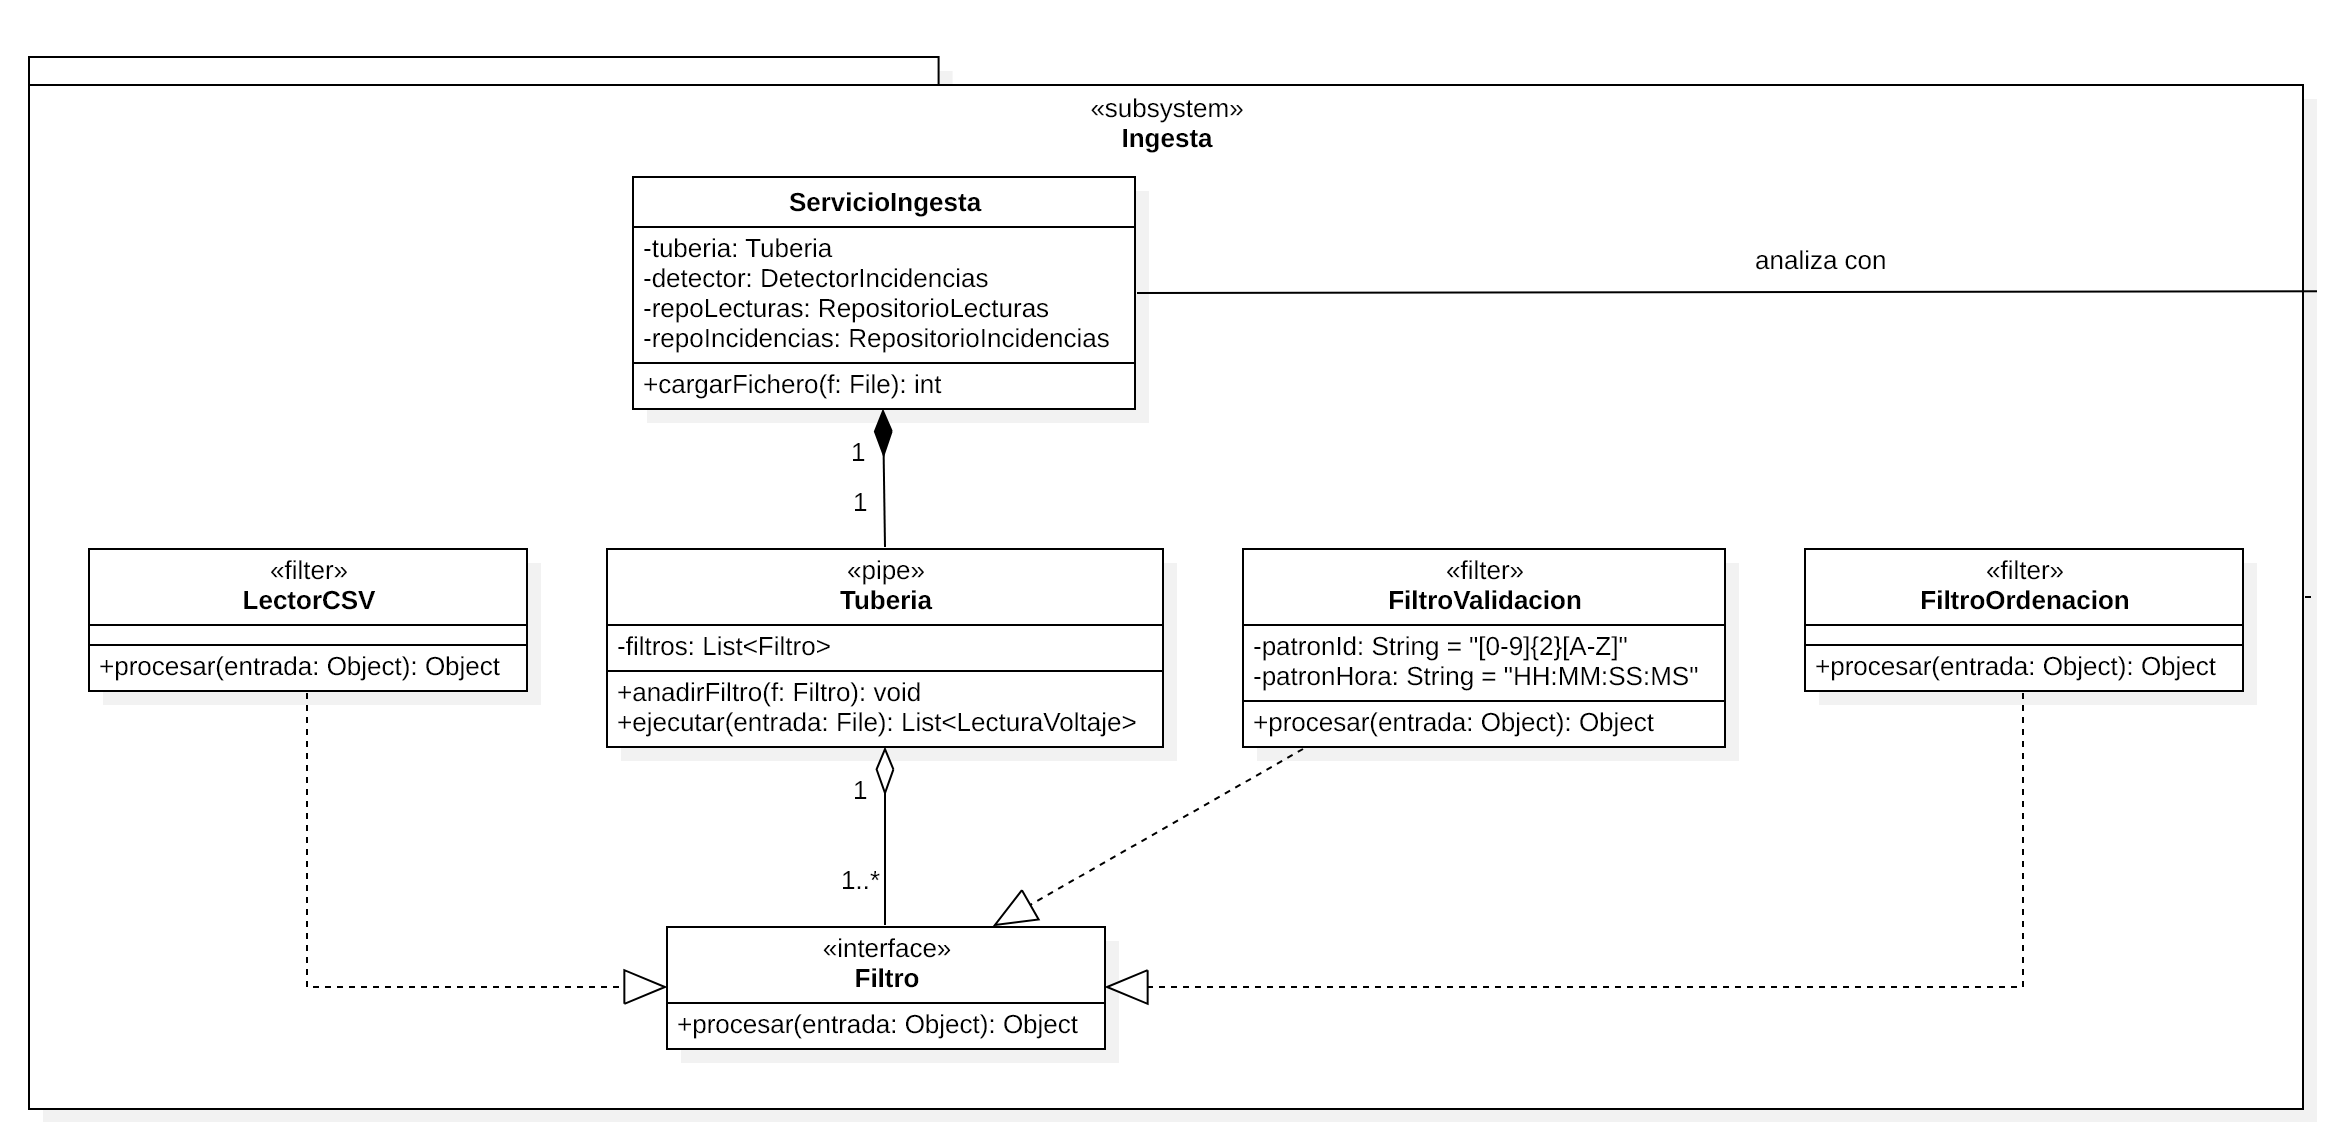 «subsystem»
Ingesta
ServicioIngesta
-tuberia: Tuberia
-detector: DetectorIncidencias
-repoLecturas: RepositorioLecturas
-repoIncidencias: RepositorioIncidencias
+cargarFichero(f: File): int
analiza con
1
1
«filter»
LectorCSV
+procesar(entrada: Object): Object
«pipe»
Tuberia
-filtros: List<Filtro>
+anadirFiltro(f: Filtro): void
+ejecutar(entrada: File): List<LecturaVoltaje>
«filter»
FiltroValidacion
-patronId: String = "[0-9]{2}[A-Z]"
-patronHora: String = "HH:MM:SS:MS"
+procesar(entrada: Object): Object
«filter»
FiltroOrdenacion
+procesar(entrada: Object): Object
1
1..*
«interface»
Filtro
+procesar(entrada: Object): Object